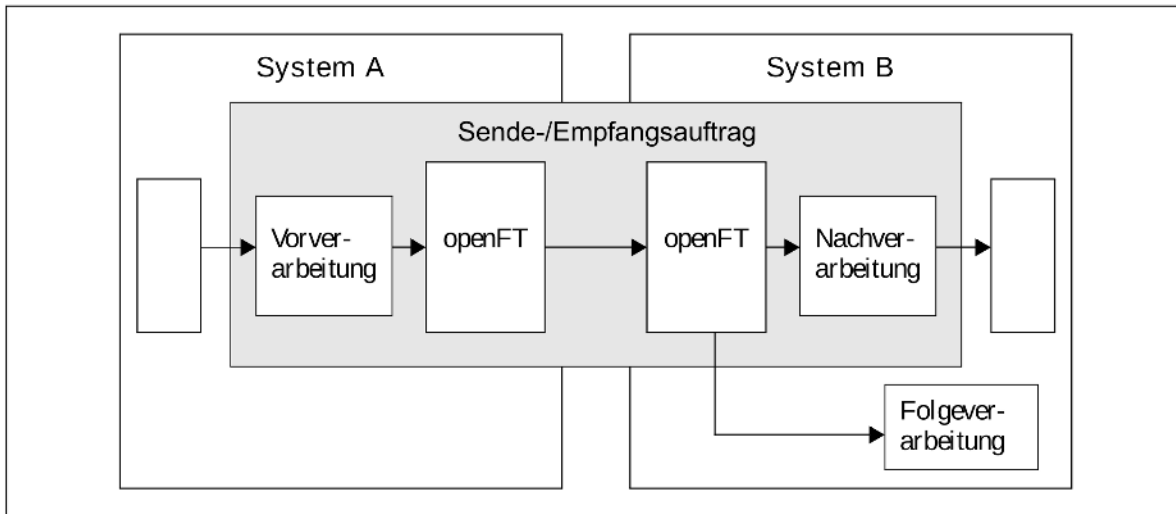 System A
System B
Sende-/Empfangsauftrag
Vorver-
arbeitung
openFT
openFT
Nachver-
arbeitung
Folgever-
arbeitung